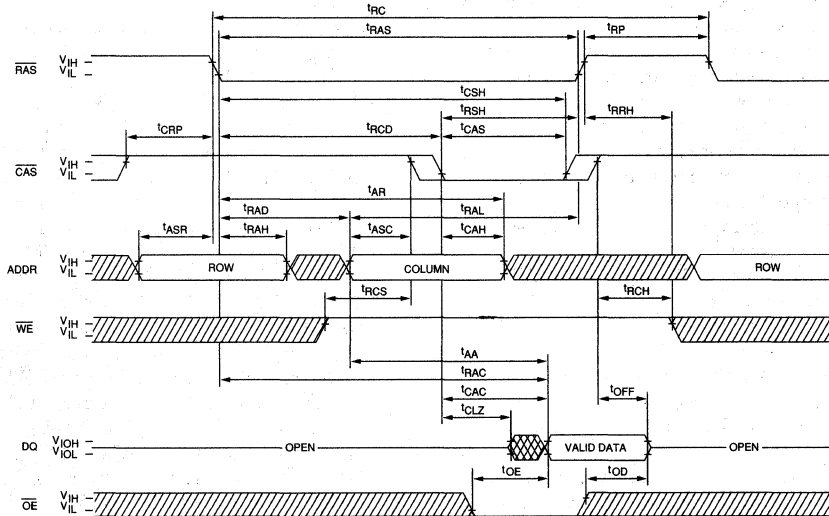 tRC
tRAS
tRP
RAS VIH VIL
tCSH
tRSH
tRRH
tCRP
tRCD
tCAS
CAS VIH VIL
tAR
tRAD
tRAL
tASR
tRAH
tASC
tCAH
ADDR VIH VIL
ROW
COLUMN
ROW
tRCS
tRCH
WE VIH VIL
tAA
tRAC
tCAC
tOFF
tCLZ
DQ VIOH VIOL
OPEN
VALID DATA
OPEN
tOE
tOD
OE VIH VIL